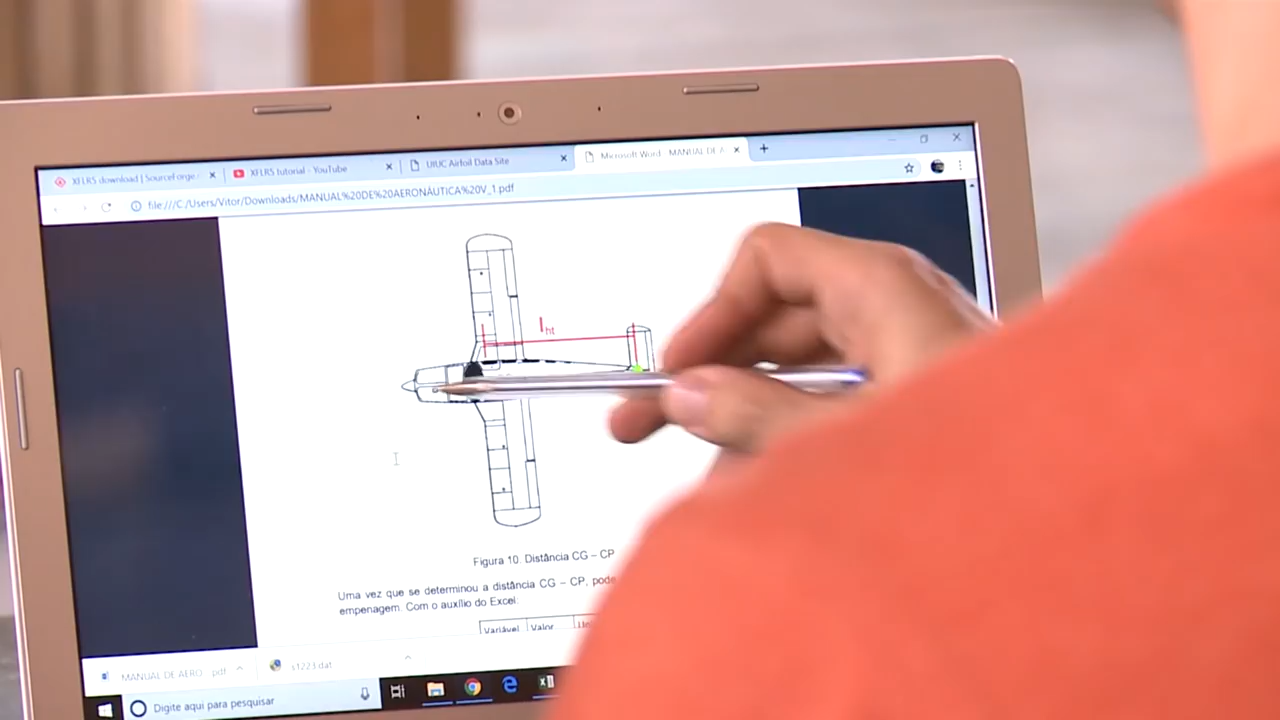 XFLR5 download | SourceForge.
XFLR5 tutorial - YouTube
UIUC Airfoil Data Site
Microsoft Word - MANUAL DE A
file:///C:/Users/Vitor/Downloads/MANUAL%20DE%20AERONÁUTICA%20V_1.pdf
lht
Figura 10. Distância CG – CP
Uma vez que se determinou a distância CG – CP, pode
empenagem. Com o auxílio do Excel:
Variável Valor
MANUAL DE AERO....pdf
s1223.dat
Digite aqui para pesquisar